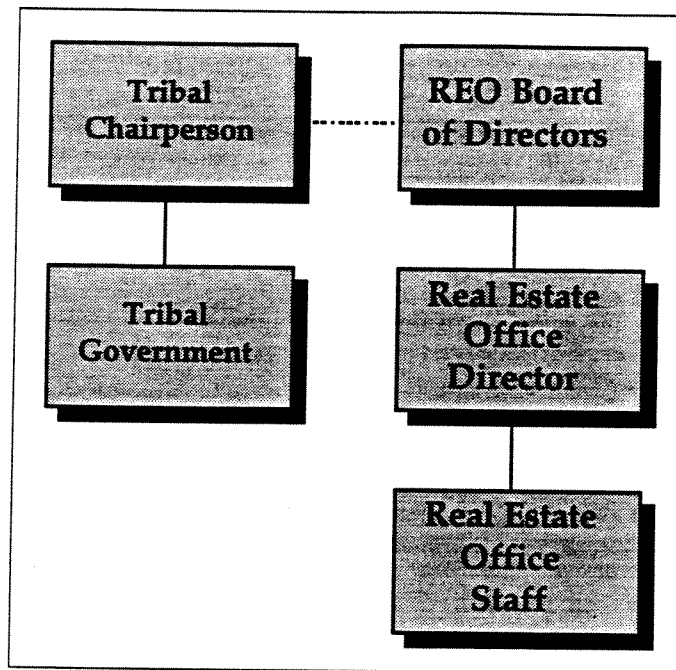 Tribal
Chairperson
REO Board
of Directors
Tribal
Government
Real Estate
Office
Director
Real Estate
Office
Staff